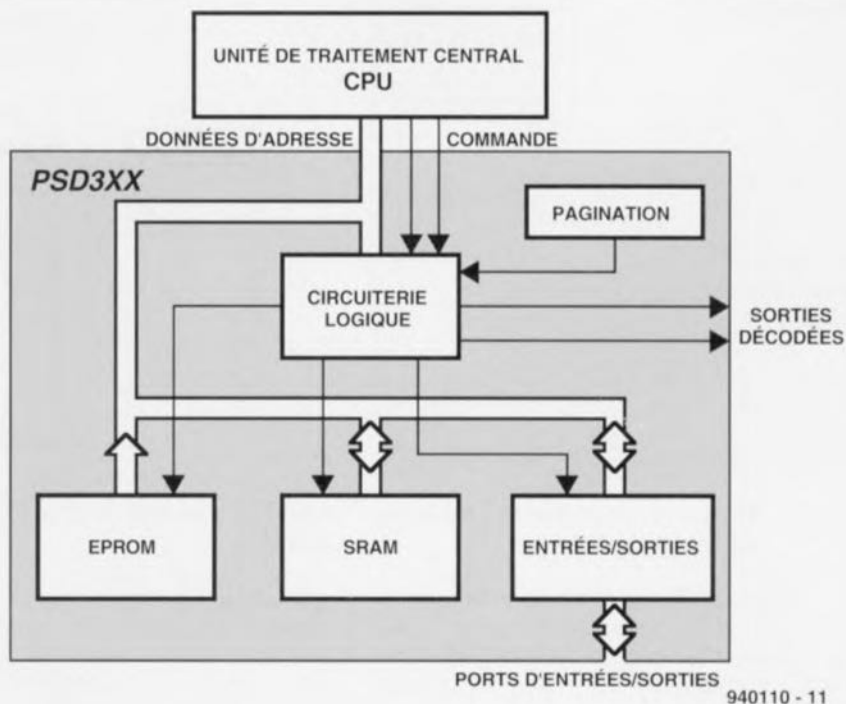 UNITÉ DE TRAITEMENT CENTRAL
CPU
DONNÉES D'ADRESSE
COMMANDE
PSD3XX
PAGINATION
CIRCUITERIE
LOGIQUE
SORTIES
DÉCODÉES
EPROM
SRAM
ENTRÉES/SORTIES
PORTS D'ENTRÉES/SORTIES
940110 - 11